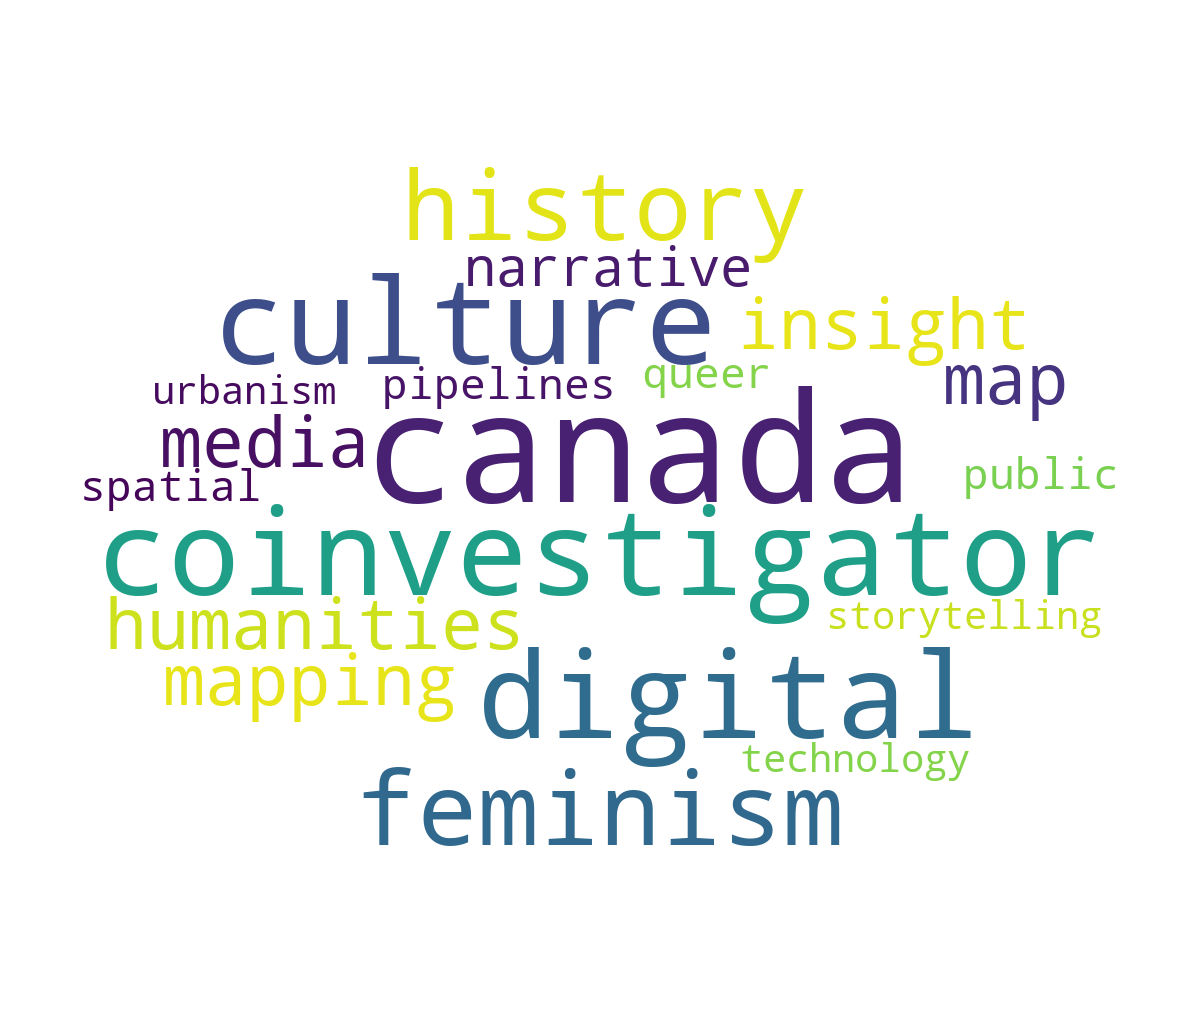 history
narrative
culture
insight
urbanism
pipelines
queer
map
media
canada
spatial
public
coinvestigator
humanities
storytelling
mapping
digital
technology
feminism